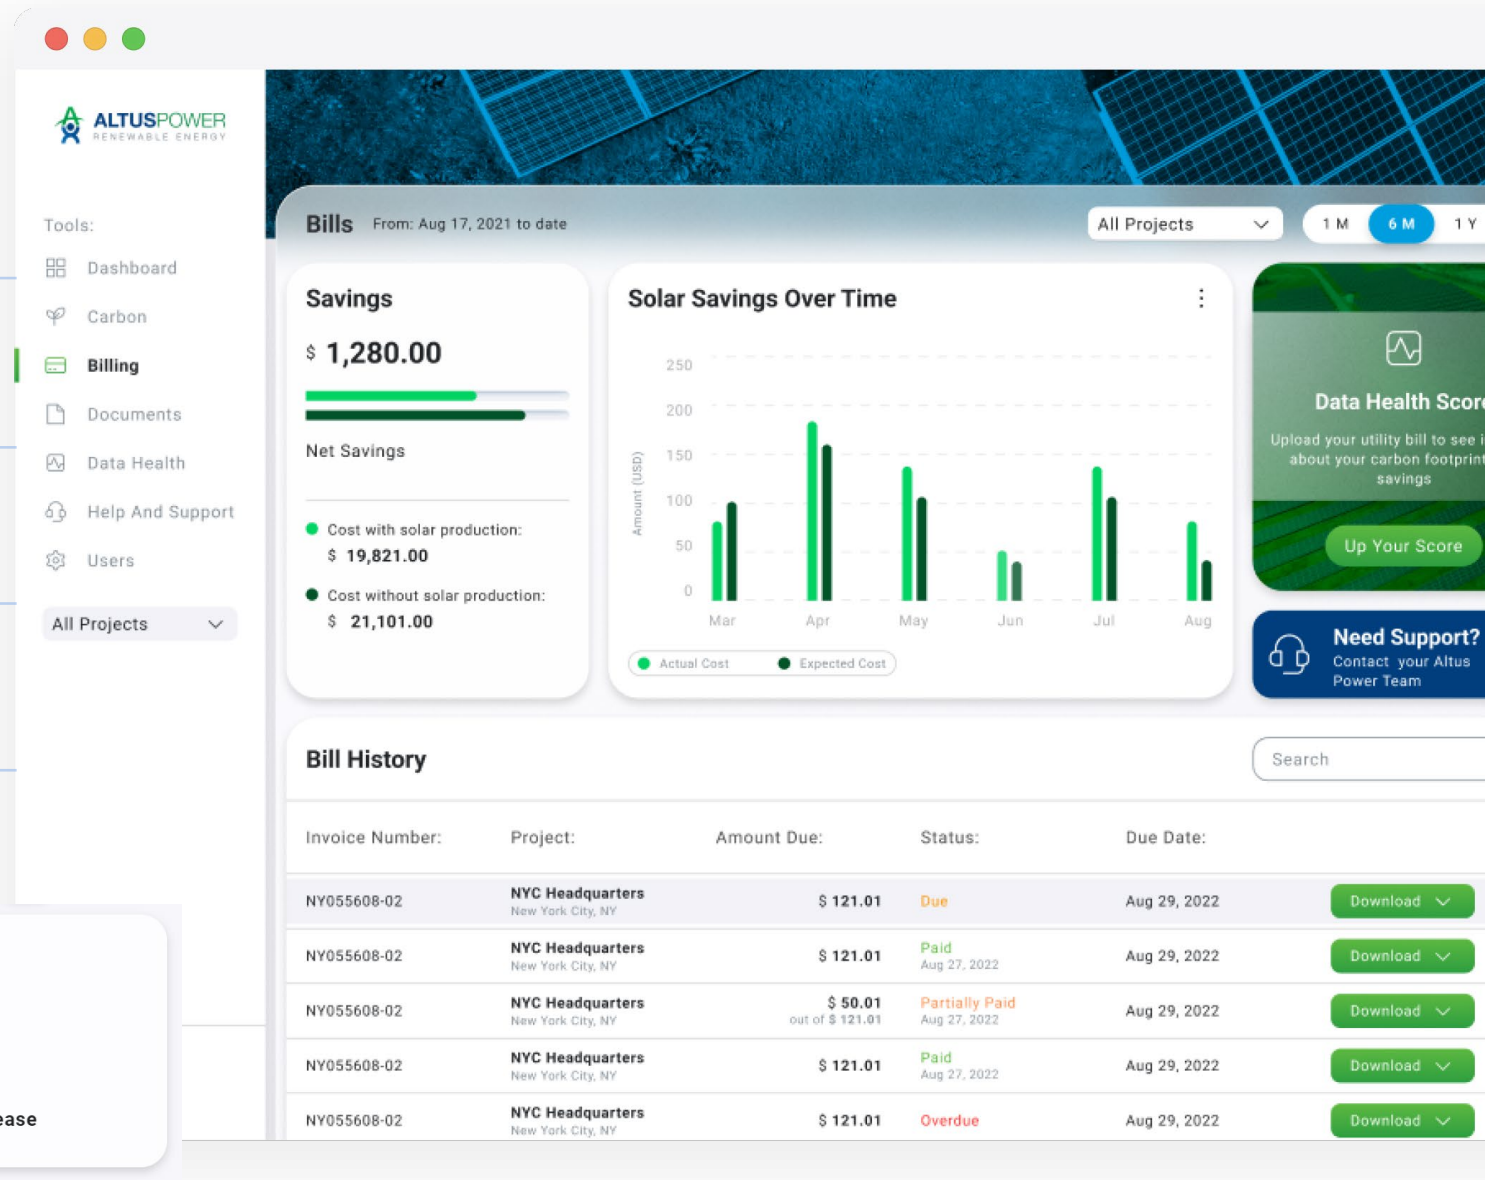 ALTUSPOWER
RENEWABLE ENERGY
Tools:
Dashboard
Carbon
Billing
Documents
Data Health
Help And Support
Users
All Projects
Bills From: Aug 17, 2021 to date
All Projects
1 M 6 M 1 Y
Savings
$ 1,280.00
Net Savings
Cost with solar production:
$ 19,821.00
Cost without solar production:
$ 21,101.00
Solar Savings Over Time
Amount (USD)
250
200
150
100
50
0
Mar Apr May Jun Jul Aug
Actual Cost Expected Cost
Data Health Score
Upload your utility bill to see
about your carbon footprint
savings
Up Your Score
Need Support?
Contact your Altus
Power Team
Bill History
Search
Invoice Number: Project: Amount Due: Status: Due Date:
NY055608-02 NYC Headquarters $ 121.01 Due Aug 29, 2022 Download
New York City, NY
NY055608-02 NYC Headquarters $ 121.01 Paid Aug 29, 2022 Download
New York City, NY Aug 27, 2022
NY055608-02 NYC Headquarters $ 50.01 Partially Paid Aug 29, 2022 Download
New York City, NY out of $ 121.01 Aug 27, 2022
NY055608-02 NYC Headquarters $ 121.01 Paid Aug 29, 2022 Download
New York City, NY Aug 27, 2022
NY055608-02 NYC Headquarters $ 121.01 Overdue Aug 29, 2022 Download
New York City, NY
ease